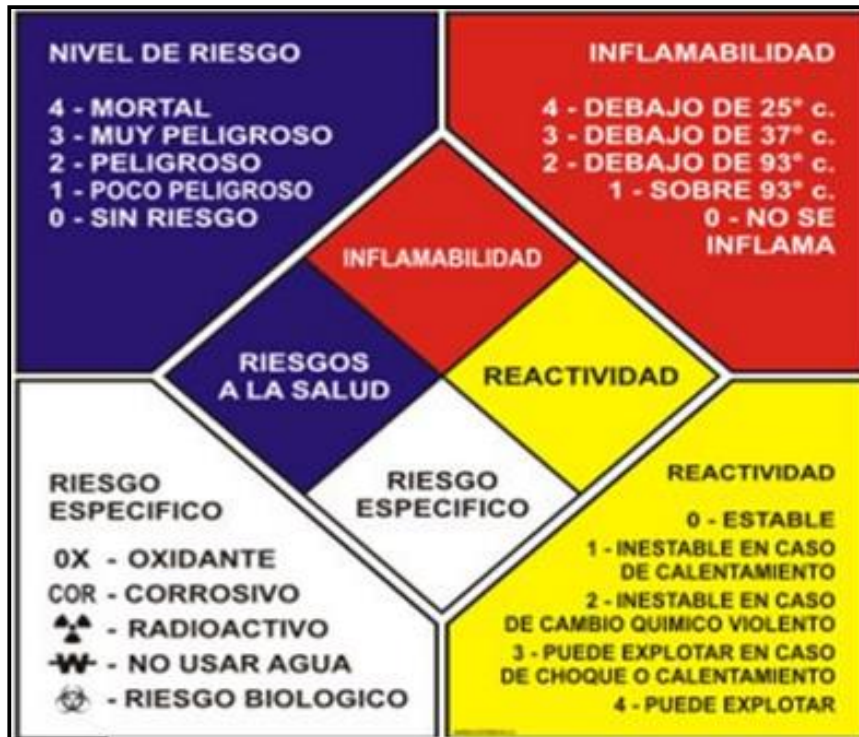 NIVEL DE RIESGO
4 - MORTAL
3 - MUY PELIGROSO
2 - PELIGROSO
1 - POCO PELIGROSO
0 - SIN RIESGO
INFLAMABILIDAD
4 - DEBAJO DE 25° c.
3 - DEBAJO DE 37° c.
2 - DEBAJO DE 93° c.
1 - SOBRE 93° c.
0 - NO SE
INFLAMA
INFLAMABILIDAD
RIESGOS
A LA SALUD
REACTIVIDAD
RIESGO
ESPECIFICO
RIESGO
ESPECIFICO
0X - OXIDANTE
COR - CORROSIVO
- RADIOACTIVO
W - NO USAR AGUA
- RIESGO BIOLOGICO
REACTIVIDAD
0 - ESTABLE
1 - INESTABLE EN CASO
DE CALENTAMIENTO
2 - INESTABLE EN CASO
DE CAMBIO QUIMICO VIOLENTO
3 - PUEDE EXPLOTAR EN CASO
DE CHOQUE O CALENTAMIENTO
4 - PUEDE EXPLOTAR